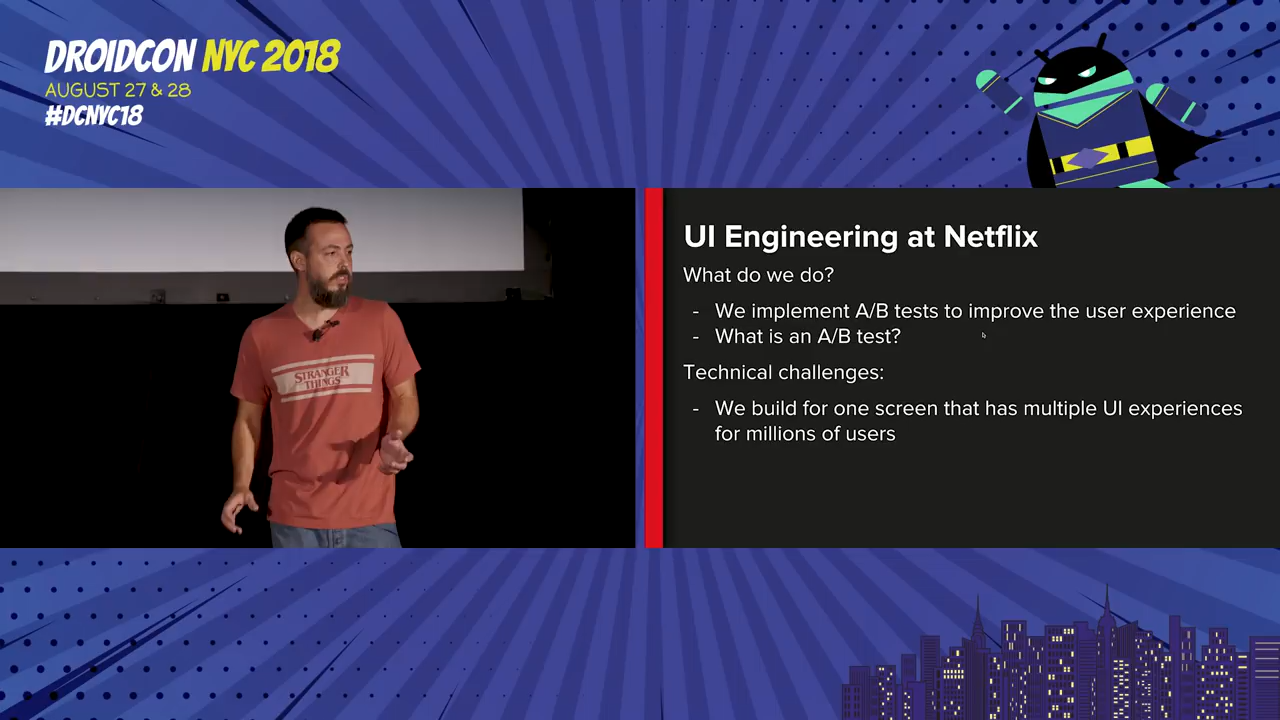 DROIDCON NYC 2018
AUGUST 27 & 28
#DCNYC18
STRANGER
THINGS
UI Engineering at Netflix
What do we do?
- We implement A/B tests to improve the user experience
- What is an A/B test?
Technical challenges:
- We build for one screen that has multiple UI experiences
for millions of users